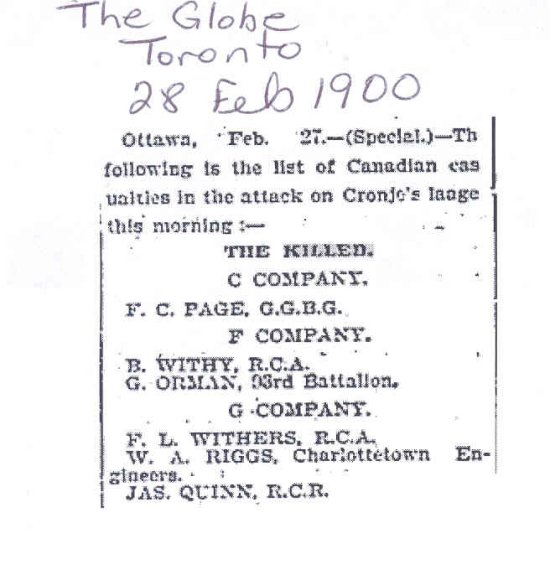 The Globe
Toronto
28 Feb 1900
Ottawa, Feb. 27.—(Special.)—Th
following is the list of Canadian cas
ualties in the attack on Cronje's laage
this morning :—
THE KILLED.
C COMPANY.
F. C. PAGE, G.G.B.G.
F COMPANY.
B. WITHY, R.C.A.
G. ORMAN, 93rd Battalion.
G COMPANY.
F. L. WITHERS, R.C.A.
W. A. RIGGS, Charlottetown En-
gineers.
JAS. QUINN, R.C.R.